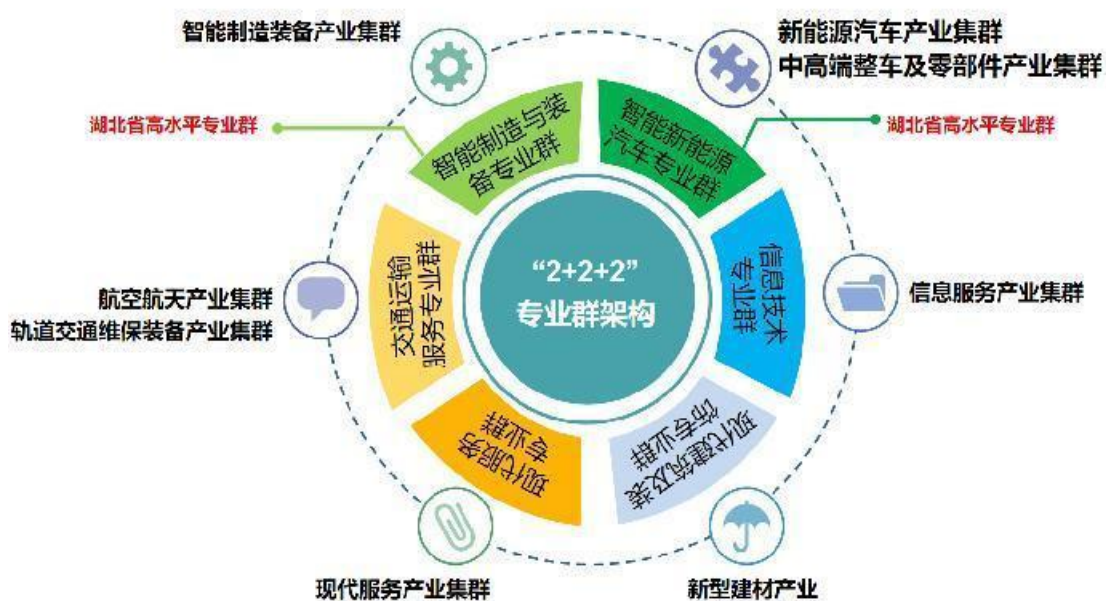 智能制造装备产业集群
新能源汽车产业集群
中高端整车及零部件产业集群
湖北省高水平专业群
湖北省高水平专业群
智能制造与装
备专业群
智能新能源
汽车专业群
交通运输
服务专业群
信息技术
专业群
“2+2+2”
专业群架构
航空航天产业集群
轨道交通维保装备产业集群
信息服务产业集群
现代服务
专业群
现代建筑及装
饰专业群
现代服务产业集群
新型建材产业